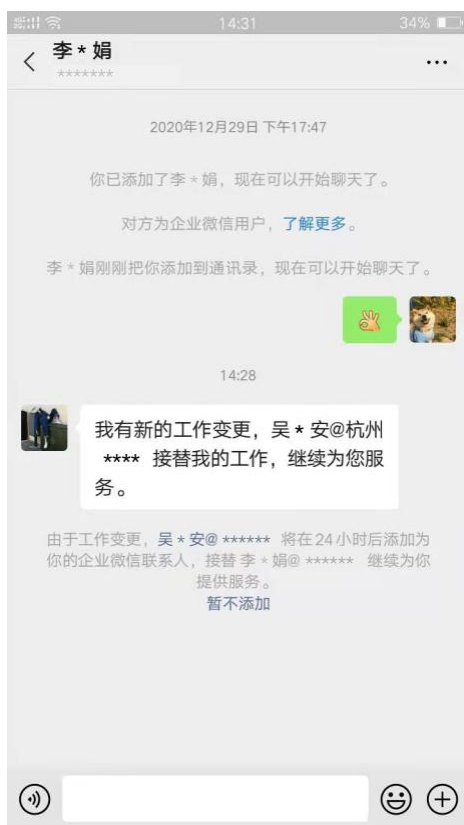 14:31
34%
李*娟
*******
2020年12月29日 下午17:47
你已添加了李*娟，现在可以开始聊天了。
对方为企业微信用户，了解更多。
李*娟刚刚把你添加到通讯录，现在可以开始聊天了。
14:28
我有新的工作变更，吴*安@杭州
**** 接替我的工作，继续为您服
务。
由于工作变更，吴*安@ ****** 将在24小时后添加为
你的企业微信联系人，接替 李*娟@ ****** 继续为你
提供服务。
暂不添加